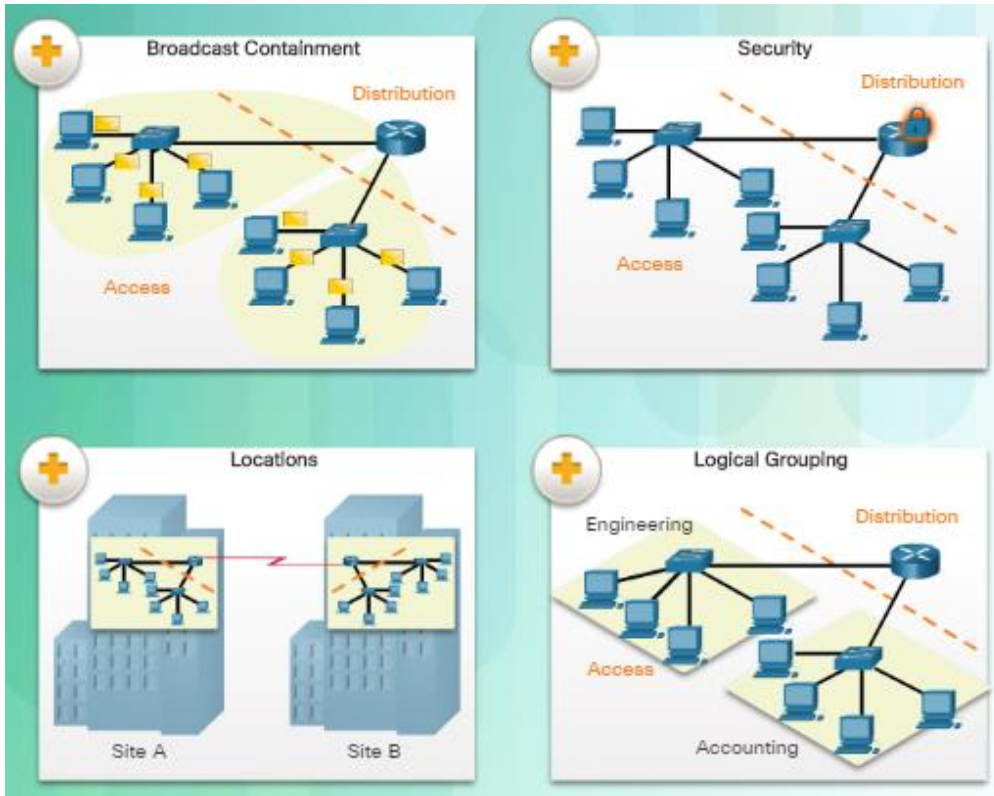 Broadcast Containment
Distribution
Access
Security
Distribution
Access
Locations
Site A
Site B
Logical Grouping
Engineering
Distribution
Access
Accounting